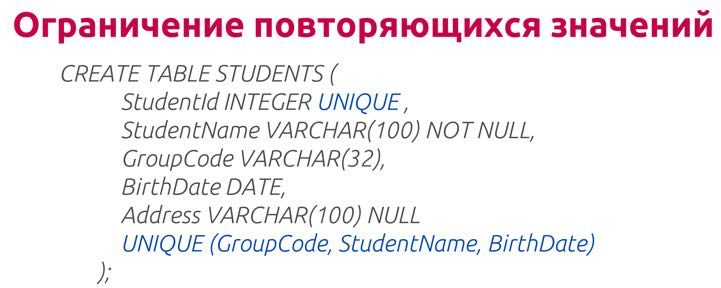 Ограничение повторяющихся значений
CREATE TABLE STUDENTS (
StudentId INTEGER UNIQUE ,
StudentName VARCHAR(100) NOT NULL,
GroupCode VARCHAR(32),
BirthDate DATE,
Address VARCHAR(100) NULL
UNIQUE (GroupCode, StudentName, BirthDate)
);